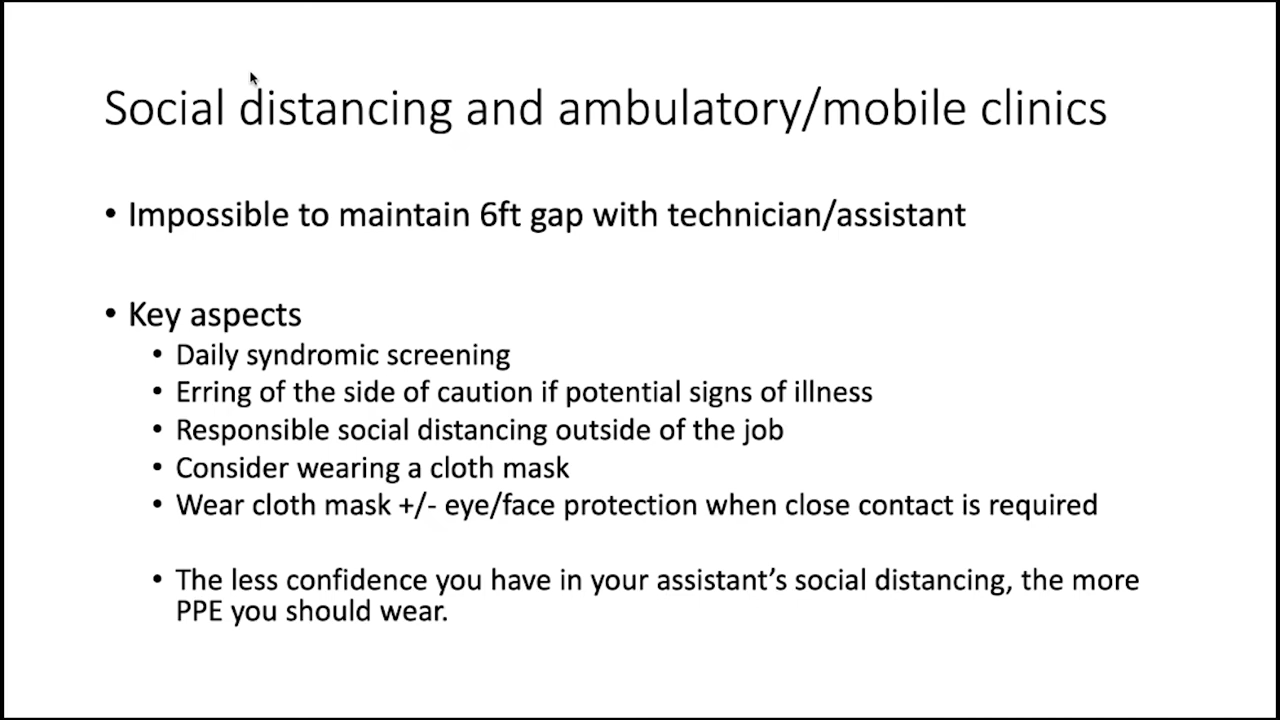 Social distancing and ambulatory/mobile clinics
• Impossible to maintain 6ft gap with technician/assistant
• Key aspects
• Daily syndromic screening
• Erring of the side of caution if potential signs of illness
• Responsible social distancing outside of the job
• Consider wearing a cloth mask
• Wear cloth mask +/- eye/face protection when close contact is required
• The less confidence you have in your assistant’s social distancing, the more
PPE you should wear.